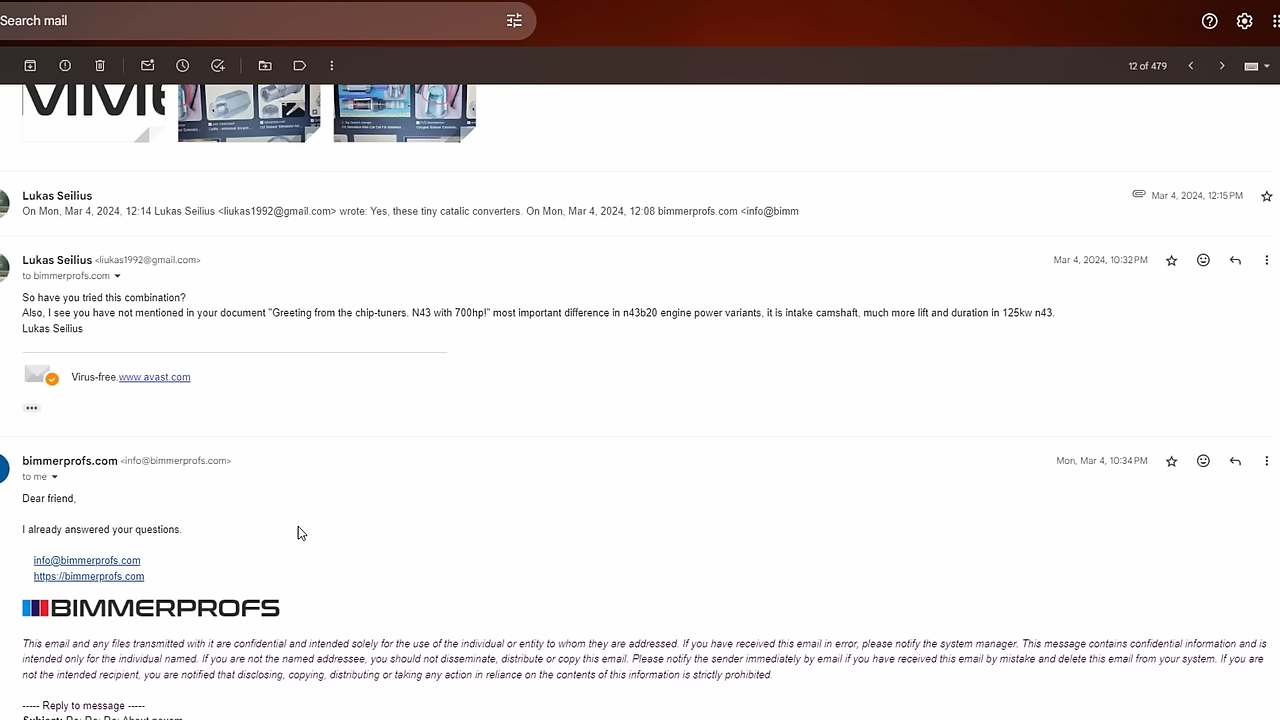 Search mail
12 of 479
Lukas Seilius
Mar 4, 2024, 12:15 PM
On Mon, Mar 4, 2024, 12:14 Lukas Seilius <liukas1992@gmail.com> wrote: Yes, these tiny catalic converters. On Mon, Mar 4, 2024, 12:08 bimmerprofs.com <info@bimm
Lukas Seilius <liukas1992@gmail.com>
Mar 4, 2024, 10:32 PM
to bimmerprofs.com
So have you tried this combination?
Also, I see you have not mentioned in your document "Greeting from the chip-tuners. N43 with 700hp!" most important difference in n43b20 engine power variants, it is intake camshaft, much more lift and duration in 125kw n43.
Lukas Seilius
Virus-free.www.avast.com
bimmerprofs.com <info@bimmerprofs.com>
Mon, Mar 4, 10:34 PM
to me
Dear friend,
I already answered your questions.
info@bimmerprofs.com
https://bimmerprofs.com
BIMMERPROFS
This email and any files transmitted with it are confidential and intended solely for the use of the individual or entity to whom they are addressed. If you have received this email in error, please notify the system manager. This message contains confidential information and is
intended only for the individual named. If you are not the named addressee, you should not disseminate, distribute or copy this email. Please notify the sender immediately by email if you have received this email by mistake and delete this email from your system. If you are
not the intended recipient, you are notified that disclosing, copying, distributing or taking any action in reliance on the contents of this information is strictly prohibited.
----- Reply to message -----